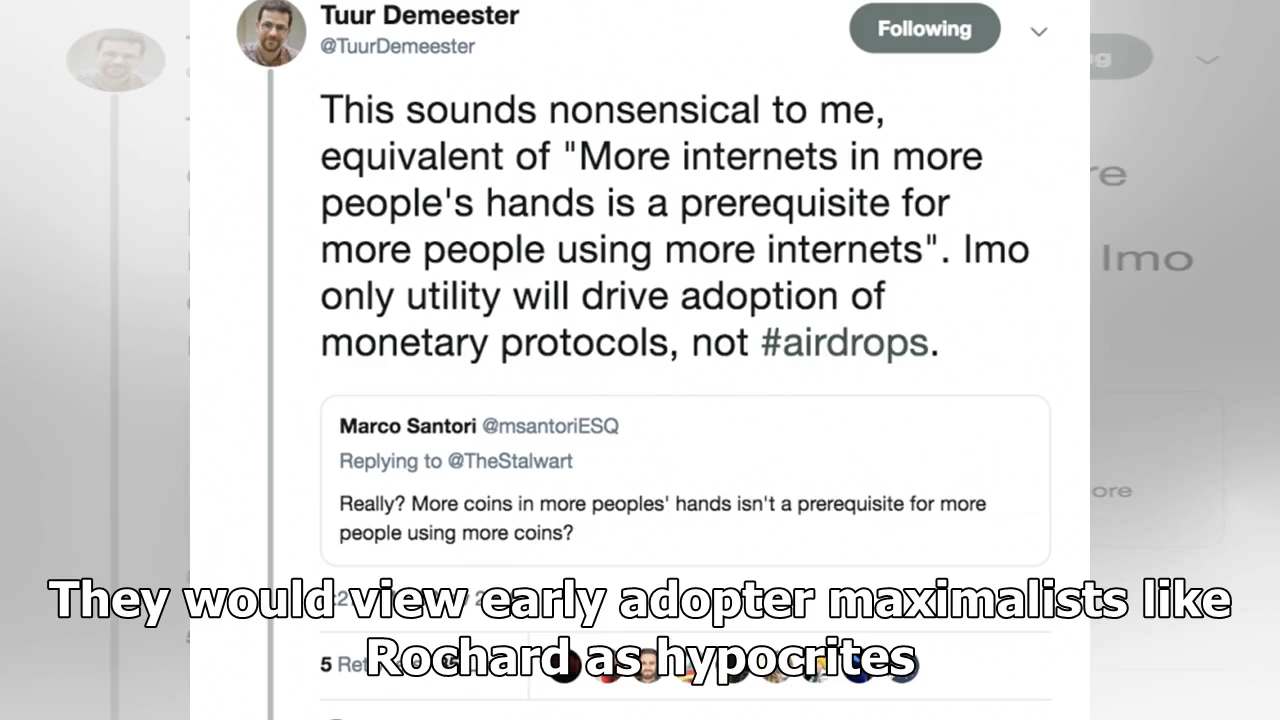 Tuur Demeester
@TuurDemeester
Following
This sounds nonsensical to me,
equivalent of "More internets in more
people's hands is a prerequisite for
more people using more internets". Imo
only utility will drive adoption of
monetary protocols, not #airdrops.
Marco Santori @msantoriESQ
Replying to @TheStalwart
Really? More coins in more peoples' hands isn't a prerequisite for more
people using more coins?
They would view early adopter maximalists like
Rochard as hypocrites
5
Imo